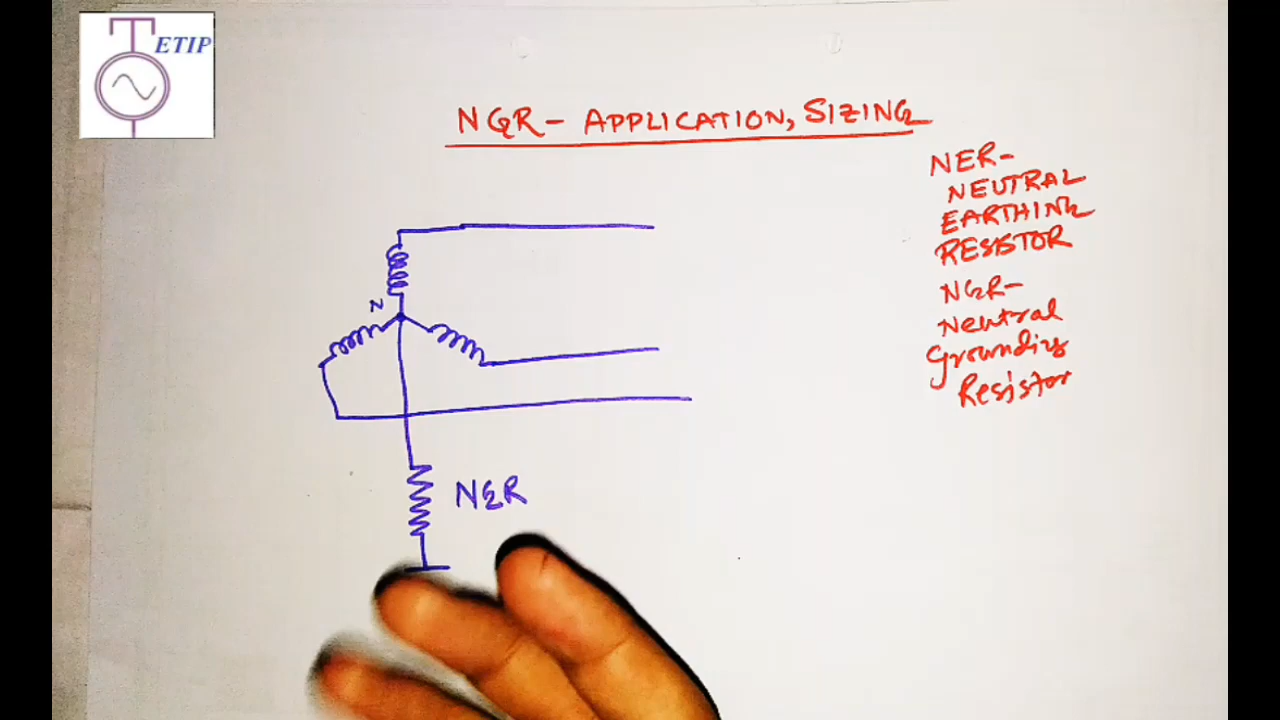 ETIP
NGR - APPLICATION, SIZING
NER-
NEUTRAL
EARTHING
RESISTOR
NGR-
Neutral
Grounding
Resistor
N
NER